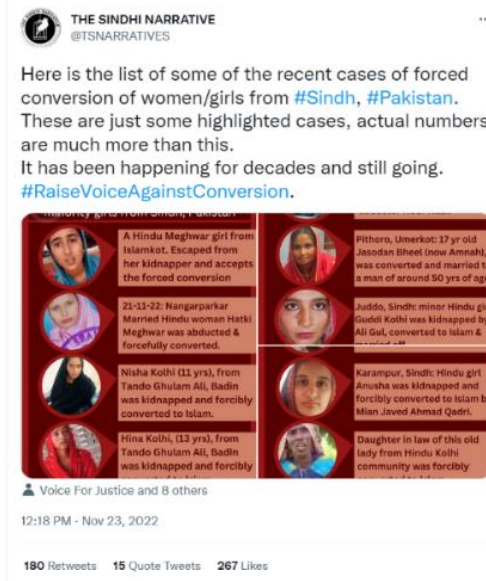 THE SINDHI NARRATIVE
@TSNARRATIVES
Here is the list of some of the recent cases of forced
conversion of women/girls from #Sindh, #Pakistan.
These are just some highlighted cases, actual numbers
are much more than this.
It has been happening for decades and still going.
#RaiseVoiceAgainstConversion.
A Hindu Meghwar girl from
Islamkot. Escaped from
her kidnapper and accepts
the forced conversion
21-11-22: Nangarparkar
Married Hindu woman Hatki
Meghwar was abducted &
forcefully converted.
Nisha Kolhi (11 yrs), from
Tando Ghulam Ali, Badin
was kidnapped and forcibly
converted to Islam.
Hina Kolhi, (13 yrs), from
Tando Ghulam Ali, Badin
was kidnapped and forcibly
Pithoro, Umerkot: 17 yr old
Jasodan Bheel (now Amnah),
was converted and married
a man of around 50 yrs of
Juddo, Sindh: minor Hindu
Guddi Kolhi was kidnapped
Ali Gul, converted to Islam &
married off
Karampur, Sindh: Hindu girl
Anusha was kidnapped and
forcibly converted to Islam
Mian Javed Ahmad Qadri.
Daughter in law of this old
lady from Hindu Kolhi
community was forcibly
Voice For Justice and 8 others
12:18 PM - Nov 23, 2022
180 Retweets 15 Quote Tweets 267 Likes